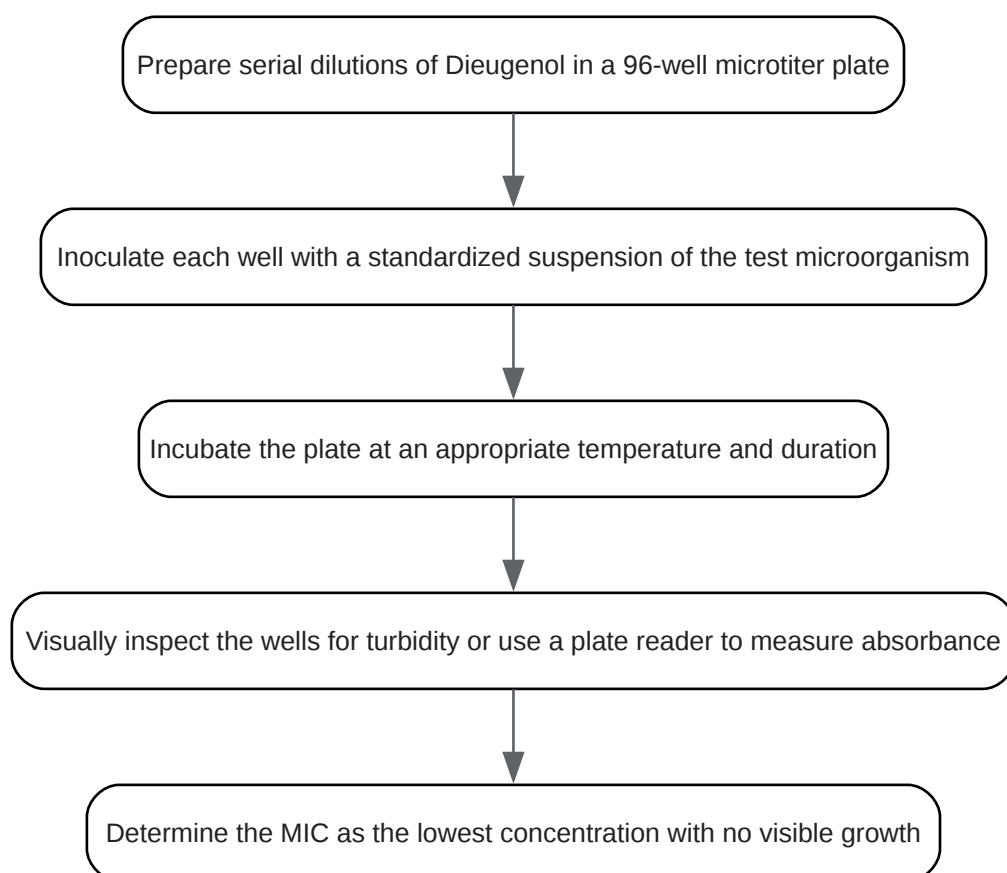 Prepare serial dilutions of Dieugenol in a 96-well microtiter plate
Inoculate each well with a standardized suspension of the test microorganism
Incubate the plate at an appropriate temperature and duration
Visually inspect the wells for turbidity or use a plate reader to measure absorbance
Determine the MIC as the lowest concentration with no visible growth